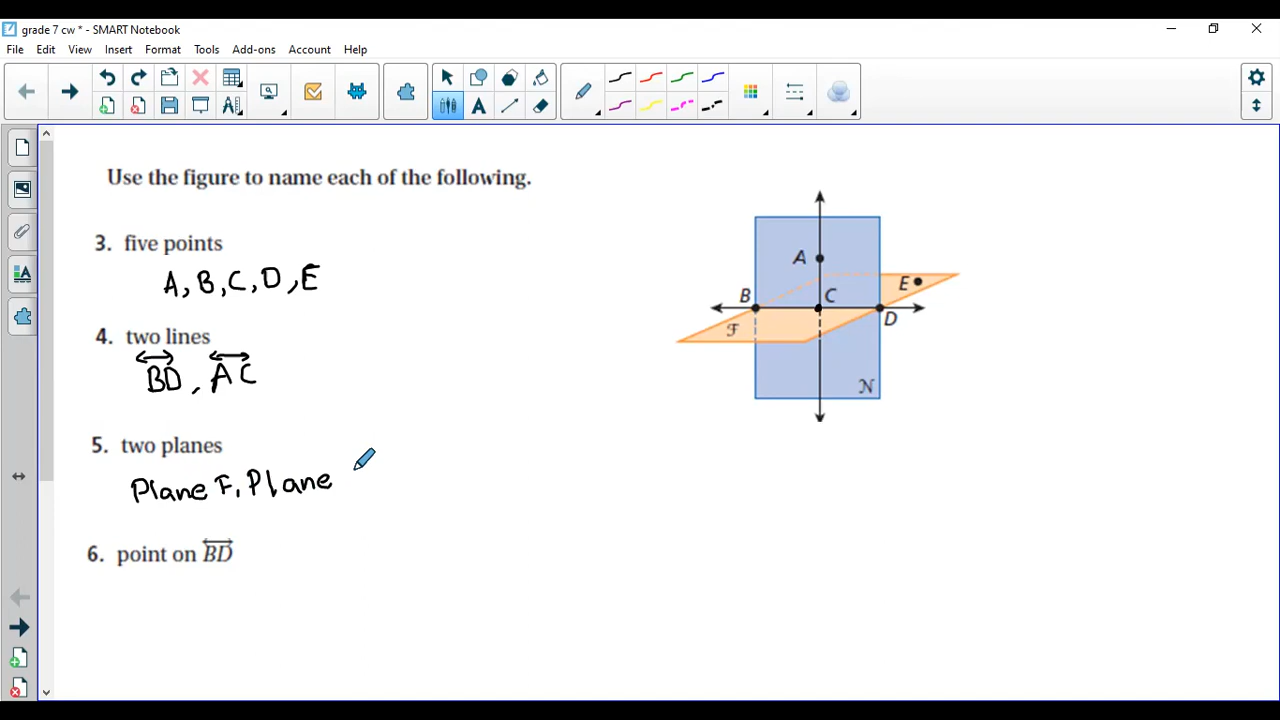 grade 7 cw * - SMART Notebook
File Edit View Insert Format Tools Add-ons Account Help
Use the figure to name each of the following.
3. five points
A, B, C, D, E
4. two lines
BD, AC
5. two planes
Plane F, Plane
6. point on BD
A
B
C
D
E
F
N